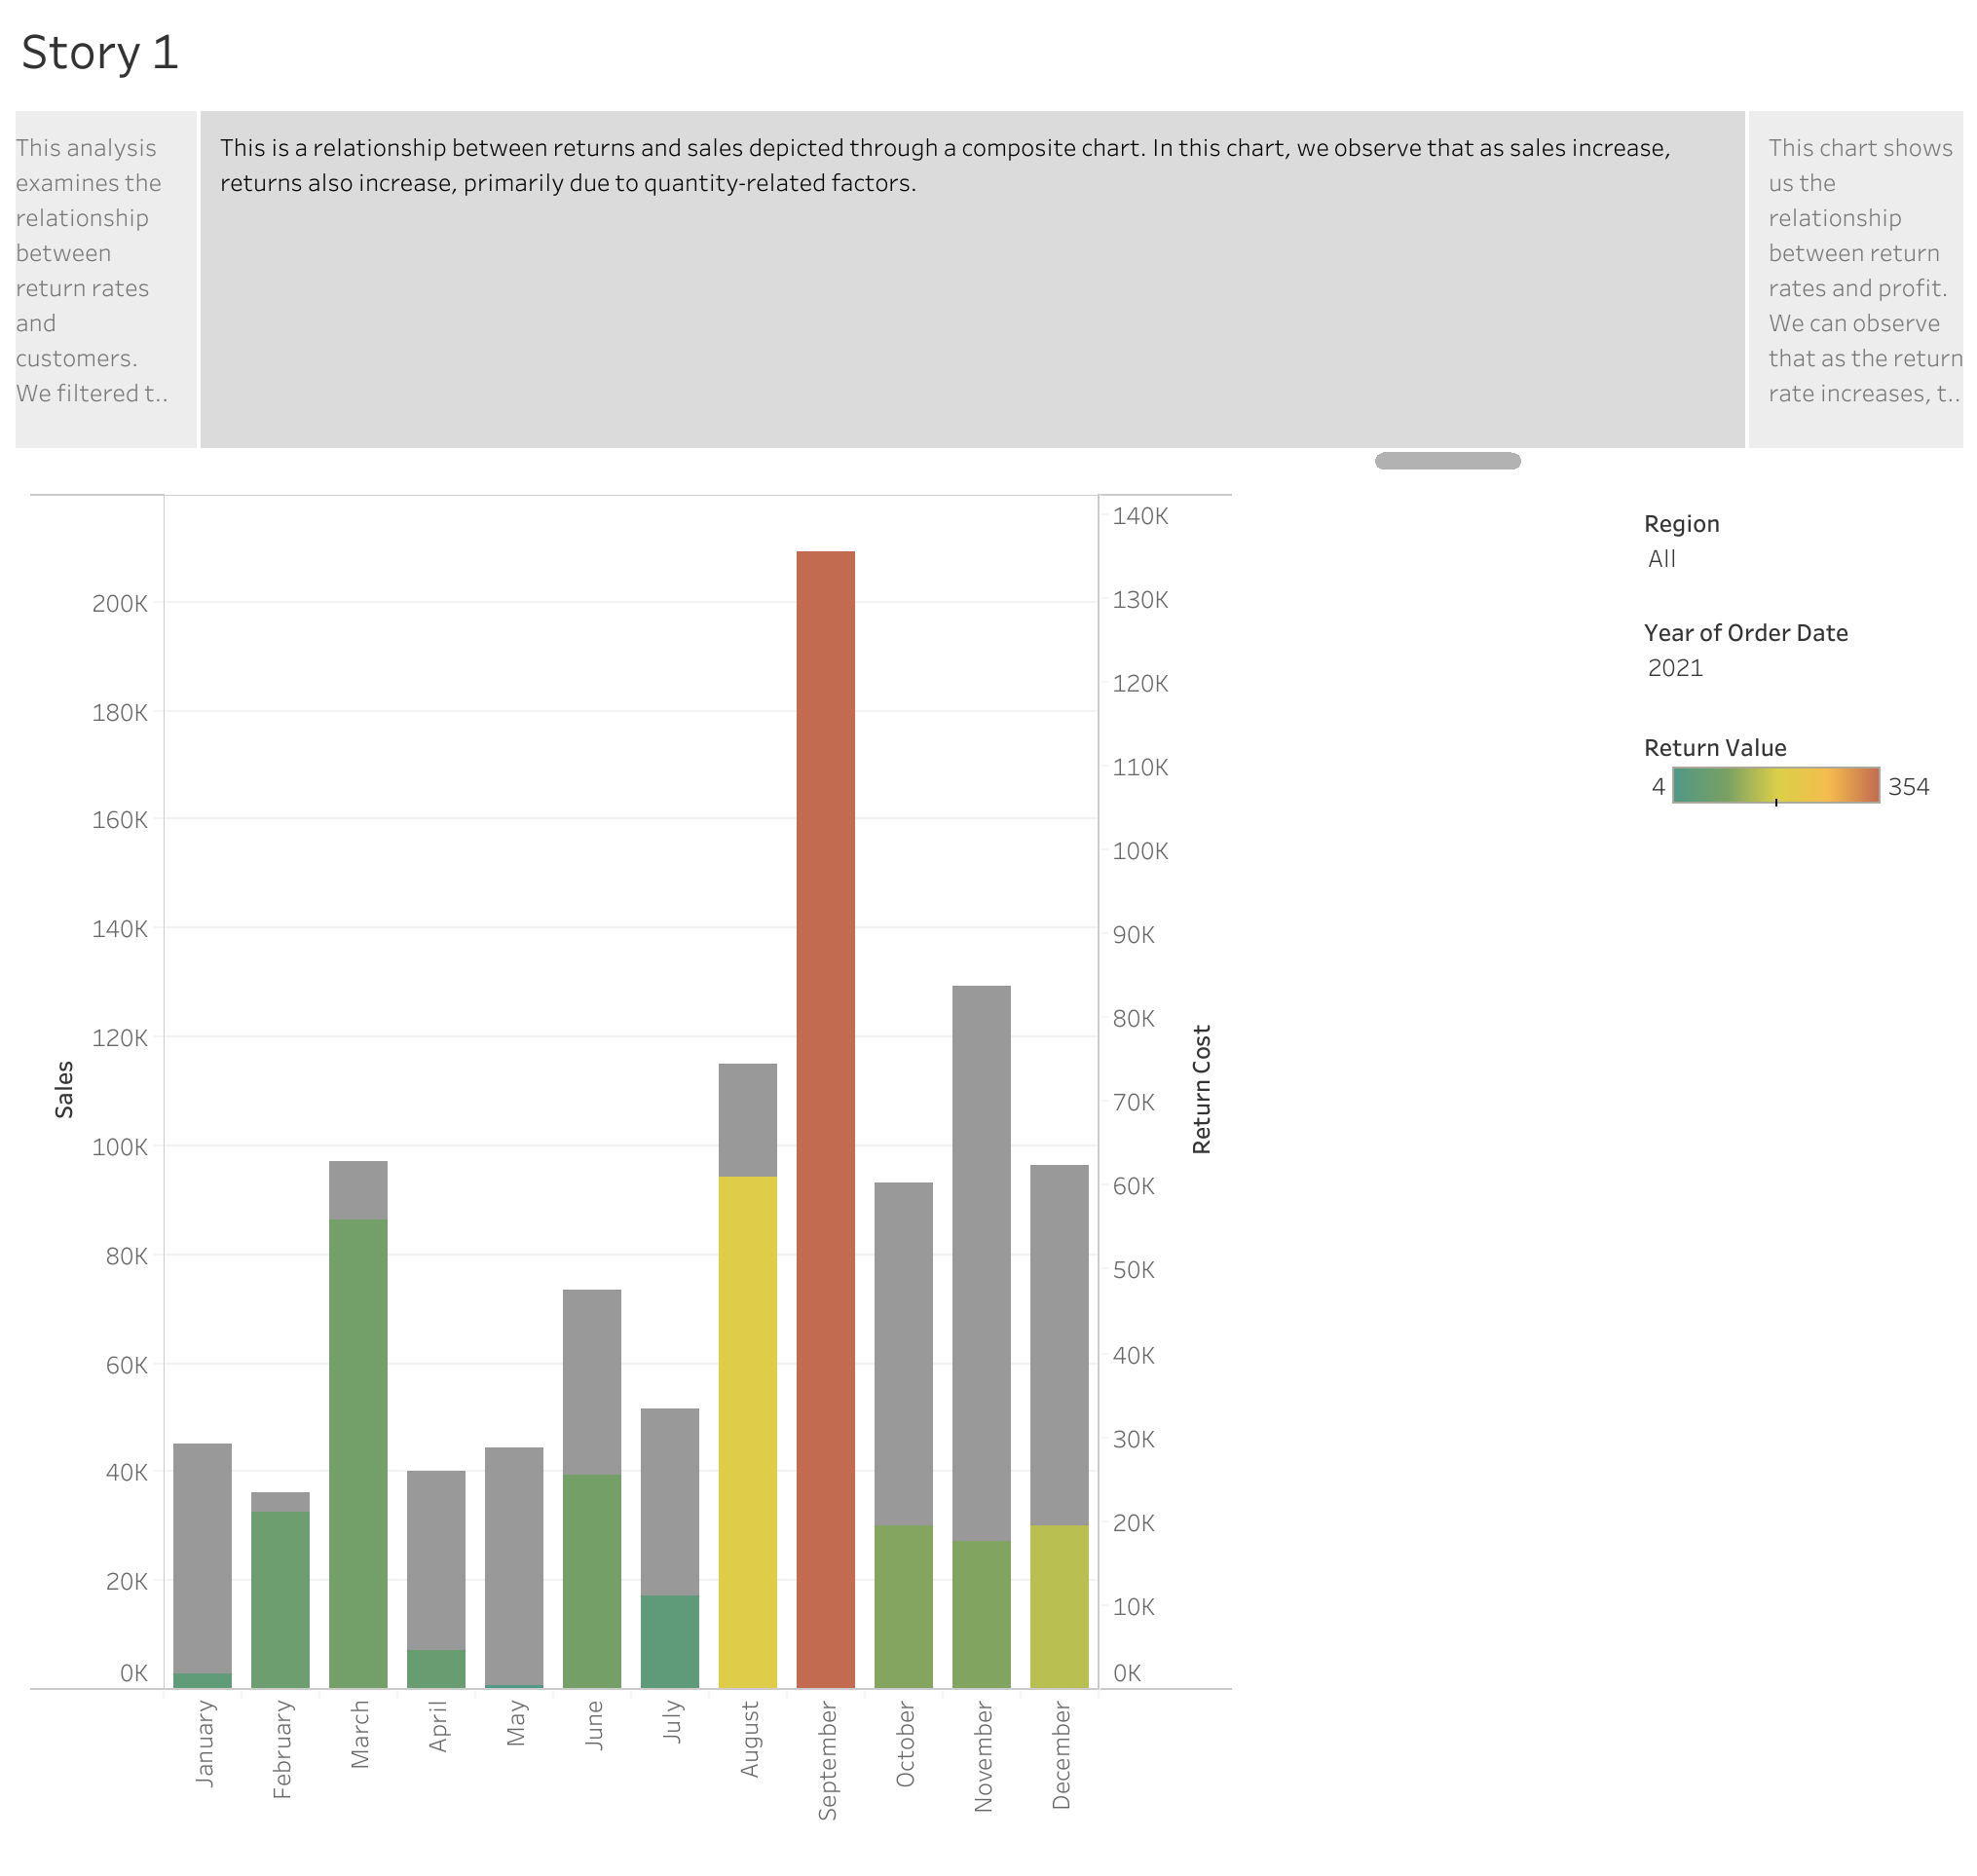 Story 1
This analysis
examines the
relationship
between
return rates
and
customers.
We filtered t..
This is a relationship between returns and sales depicted through a composite chart. In this chart, we observe that as sales increase,
returns also increase, primarily due to quantity-related factors.
This chart shows
us the
relationship
between return
rates and profit.
We can observe
that as the return
rate increases, t..
Sales
200K
180K
160K
140K
120K
100K
80K
60K
40K
20K
0K
140K
130K
120K
110K
100K
90K
80K
70K
60K
50K
40K
30K
20K
10K
0K
Return Cost
January
February
March
April
May
June
July
August
September
October
November
December
Region
All
Year of Order Date
2021
Return Value
4 354